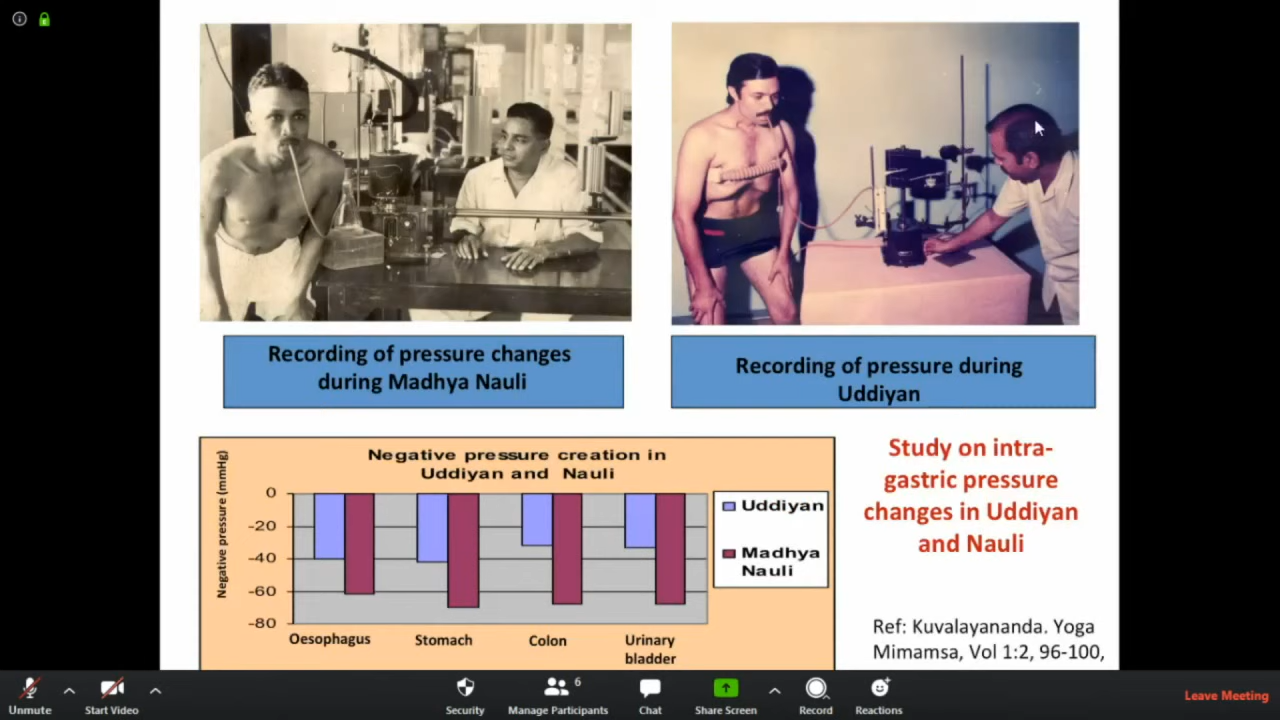 Recording of pressure changes
during Madhya Nauli
Recording of pressure during
Uddiyan
Negative pressure creation in
Uddiyan and Nauli
Negative pressure (mmHg)
0
-20
-40
-60
-80
Oesophagus
Stomach
Colon
Urinary
bladder
Uddiyan
Madhya
Nauli
Study on intra-
gastric pressure
changes in Uddiyan
and Nauli
Ref: Kuvalayananda. Yoga
Mimamsa, Vol 1:2, 96-100,
Unmute
Start Video
Security
6
Manage Participants
Chat
Share Screen
Record
Reactions
Leave Meeting